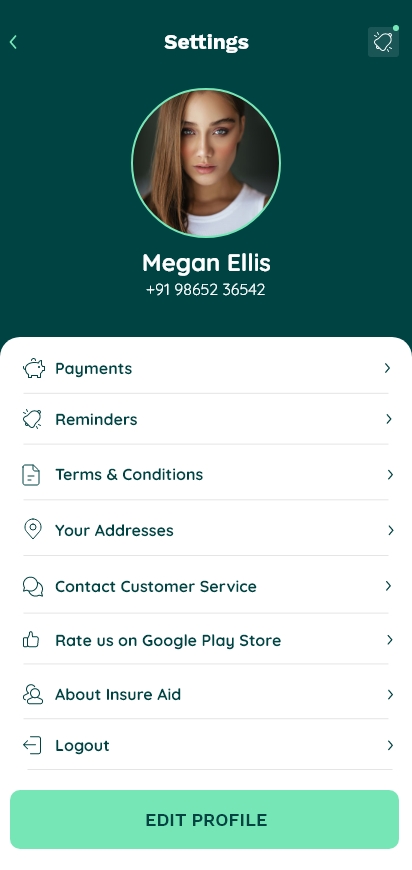 Settings
Megan Ellis
+91 98652 36542
Payments
Reminders
Terms & Conditions
Your Addresses
Contact Customer Service
Rate us on Google Play Store
About Insure Aid
Logout
EDIT PROFILE